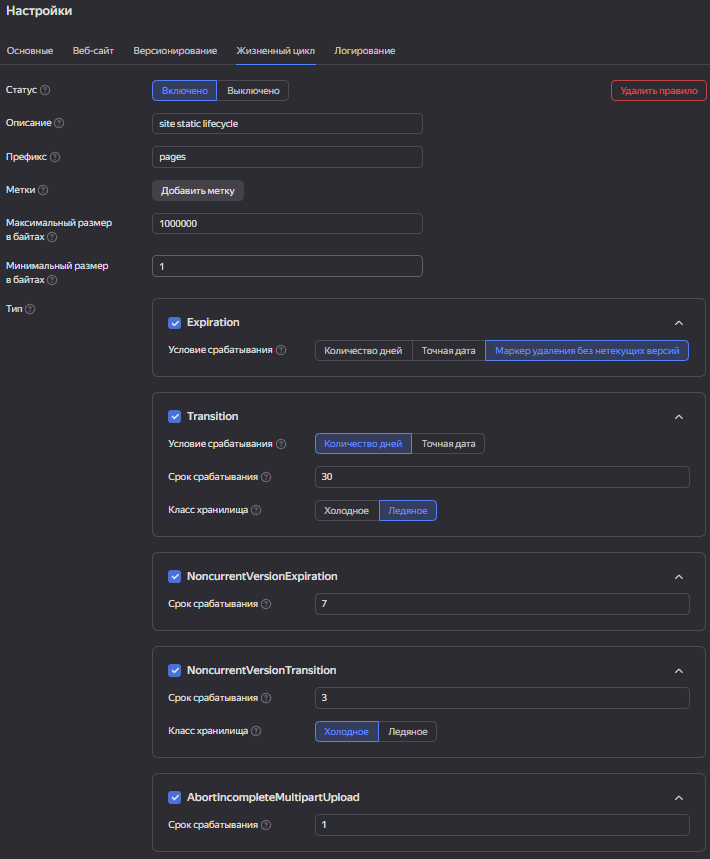 Настройки
Основные Веб-сайт Версионирование Жизненный цикл Логирование
Статус Включено Выключено Удалить правило
Описание site static lifecycle
Префикс pages
Метки Добавить метку
Максимальный размер
в байтах 1000000
Минимальный размер
в байтах 1
Тип
Expiration
Условие срабатывания Количество дней Точная дата Маркер удаления без нетекущих версий
Transition
Условие срабатывания Количество дней Точная дата
Срок срабатывания 30
Класс хранилища Холодное Ледяное
NoncurrentVersionExpiration
Срок срабатывания 7
NoncurrentVersionTransition
Срок срабатывания 3
Класс хранилища Холодное Ледяное
AbortIncompleteMultipartUpload
Срок срабатывания 1